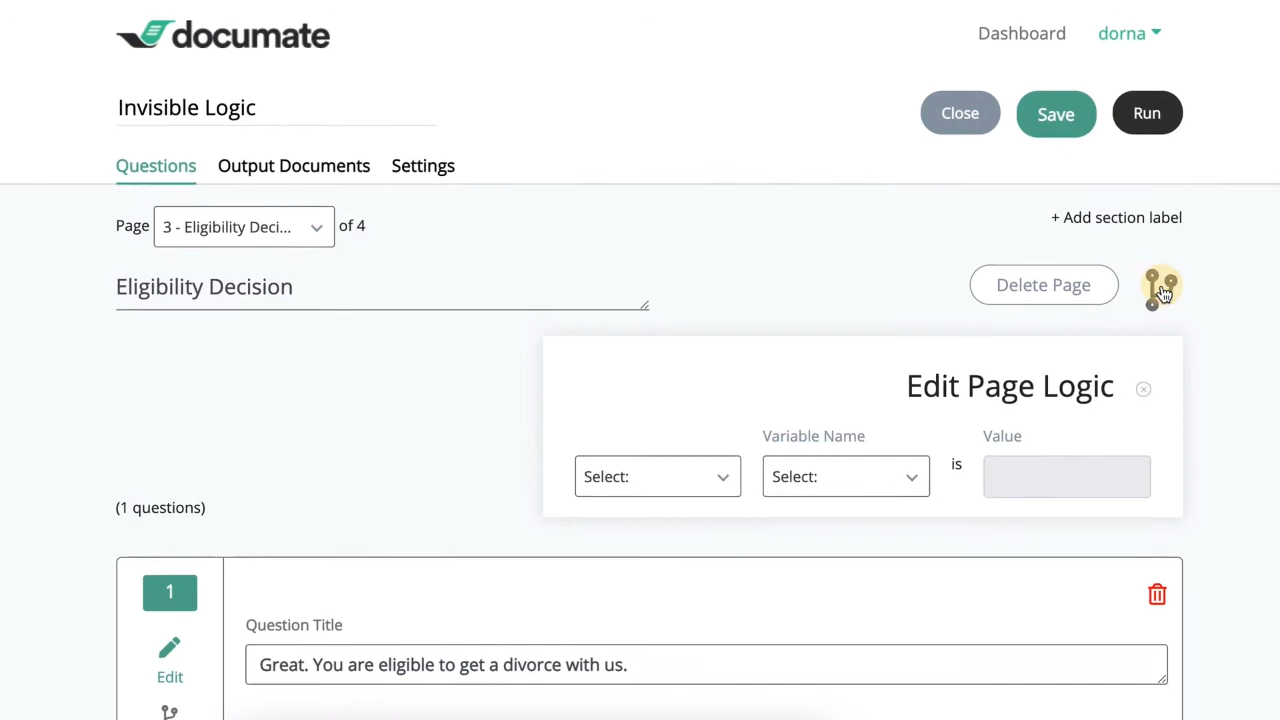 documate
Dashboard
dorna
Invisible Logic
Close
Save
Run
Questions
Output Documents
Settings
Page
3 - Eligibility Deci...
of 4
+ Add section label
Eligibility Decision
Delete Page
Edit Page Logic
Variable Name
Value
Select:
Select:
is
(1 questions)
1
Question Title
Great. You are eligible to get a divorce with us.
Edit